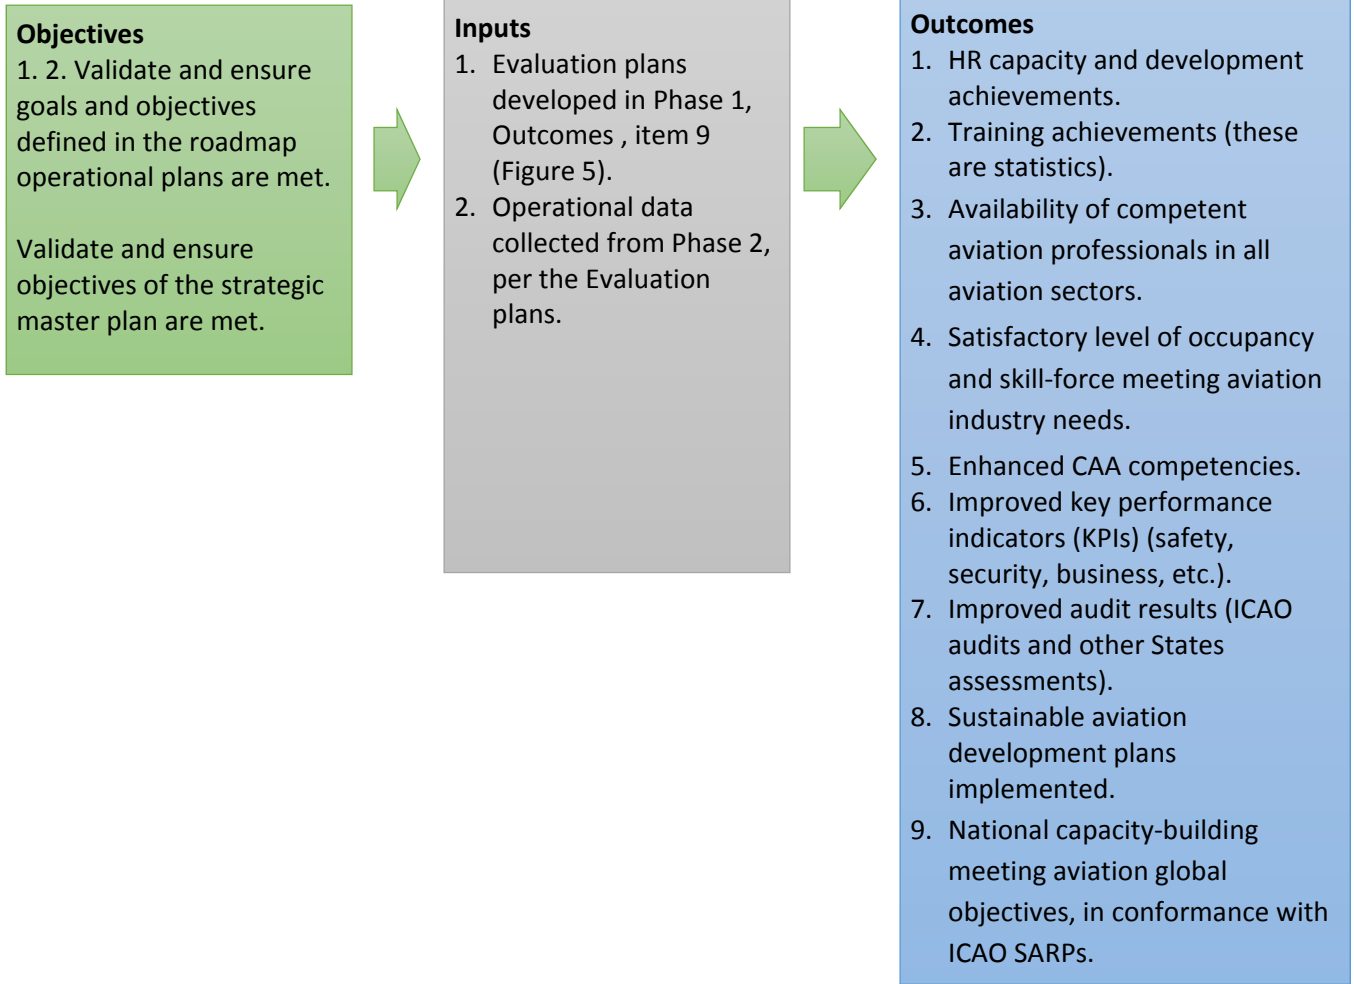 Objectives
1. 2. Validate and ensure
goals and objectives
defined in the roadmap
operational plans are met.
Validate and ensure
objectives of the strategic
master plan are met.
Inputs
1. Evaluation plans
developed in Phase 1,
Outcomes , item 9
(Figure 5).
2. Operational data
collected from Phase 2,
per the Evaluation
plans.
Outcomes
1. HR capacity and development
achievements.
2. Training achievements (these
are statistics).
3. Availability of competent
aviation professionals in all
aviation sectors.
4. Satisfactory level of occupancy
and skill-force meeting aviation
industry needs.
5. Enhanced CAA competencies.
6. Improved key performance
indicators (KPIs) (safety,
security, business, etc.).
7. Improved audit results (ICAO
audits and other States
assessments).
8. Sustainable aviation
development plans
implemented.
9. National capacity-building
meeting aviation global
objectives, in conformance with
ICAO SARPs.